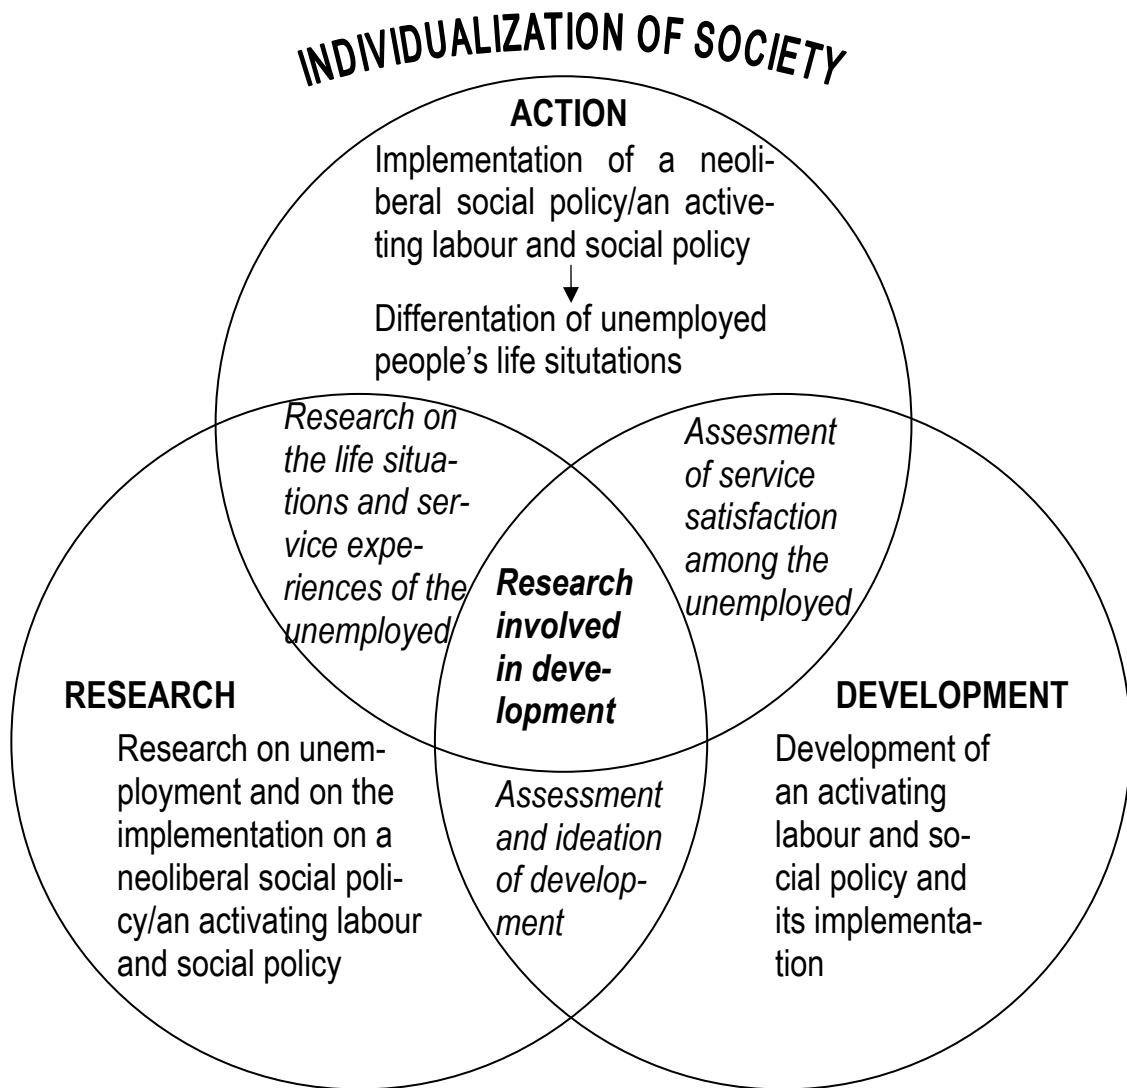 INDIVIDUALIZATION OF SOCIETY
ACTION
Implementation of a neoli-
beral social policy/an active-
ting labour and social policy
Differentation of unemployed
people's life situtations
Research on
the life situa-
tions and ser-
vice expe-
riences of the
unemployed
Assesment
of service
satisfaction
among the
unemployed
Research
involved
in deve-
lopment
RESEARCH
Research on unem-
ployment and on the
implementation on a
neoliberal social poli-
cy/an activating labour
and social policy
Assessment
and ideation
of develop-
ment
DEVELOPMENT
Development of
an activating
labour and so-
cial policy and
its implementa-
tion